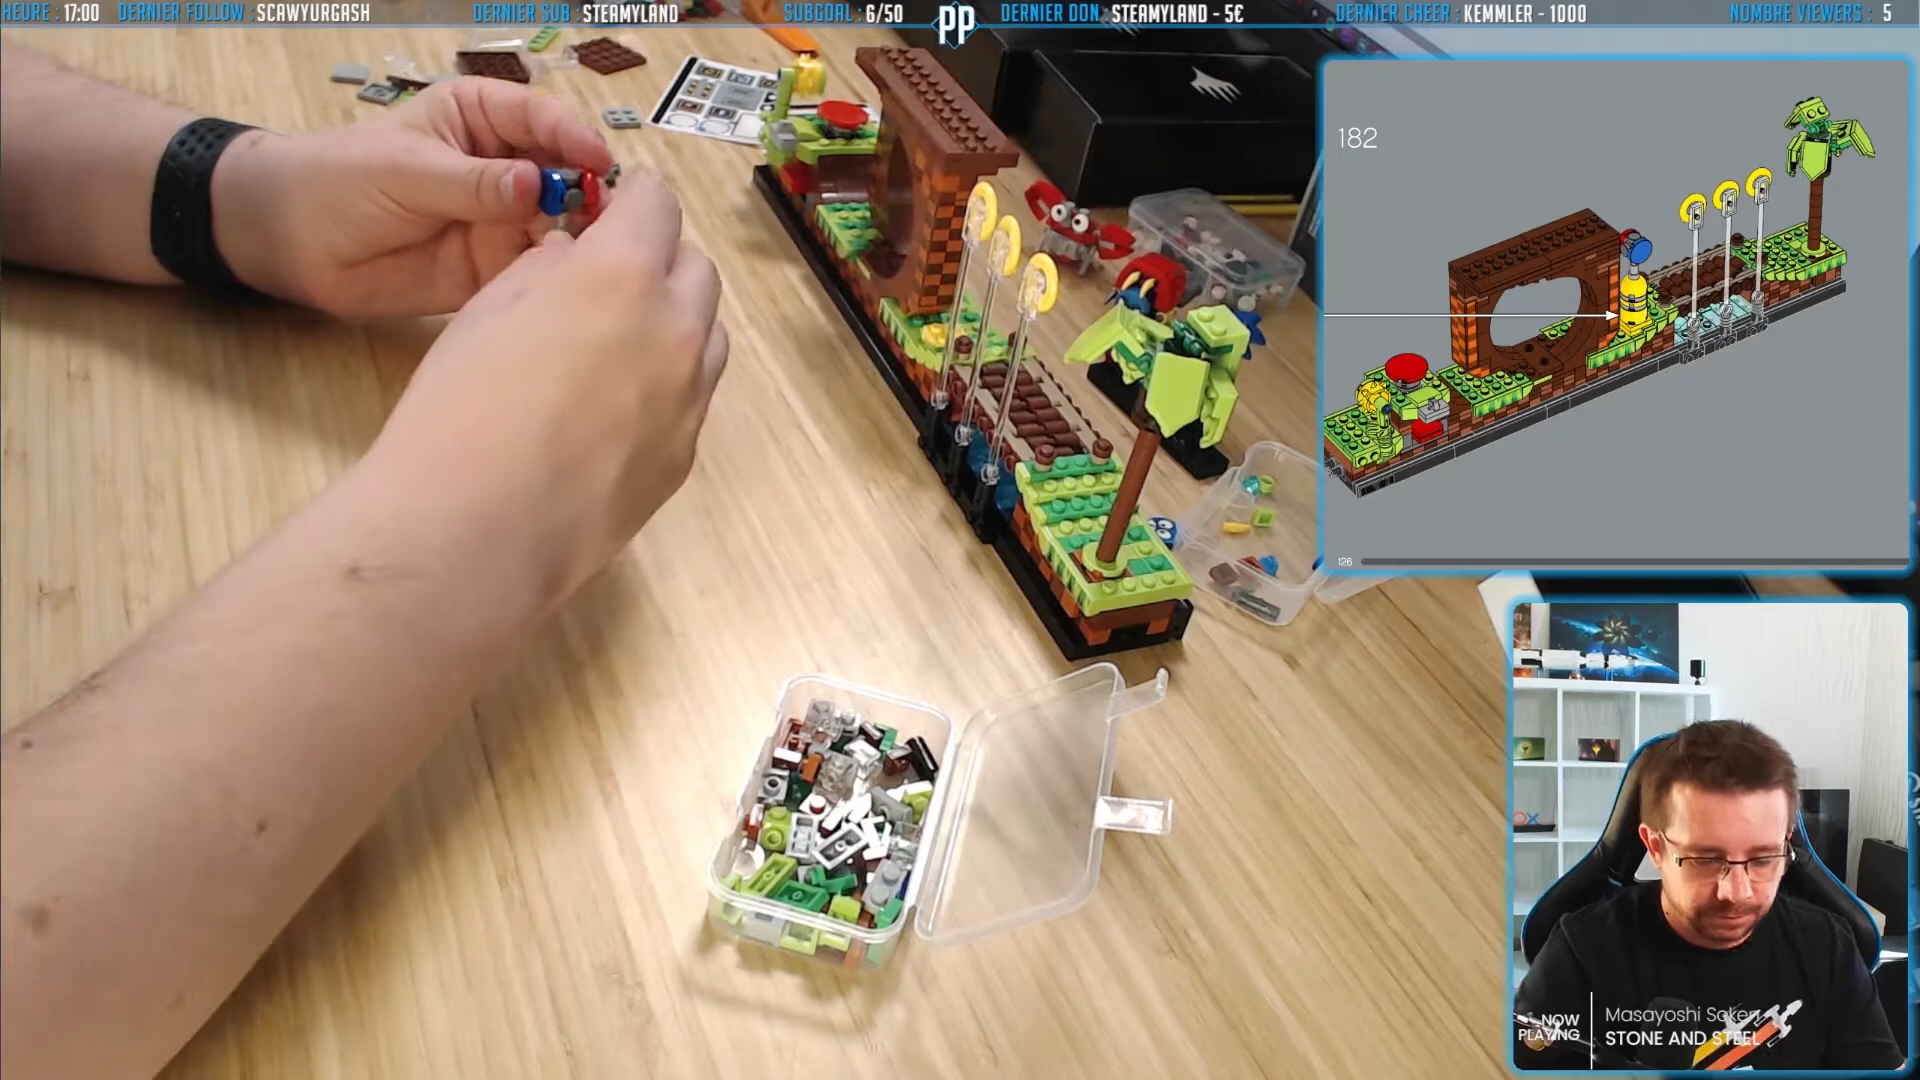 HEURE : 17:00 DERNIER FOLLOW : SCAWYURGASH DERNIER SUB : STEAMYLAND SUBGOAL : 6/50 PP DERNIER DON : STEAMYLAND - 5€ DERNIER CHEER : KEMMLER - 1000 NOMBRE VIEWERS : 5
182
126
NOW PLAYING
Masayoshi Soken
STONE AND STEEL